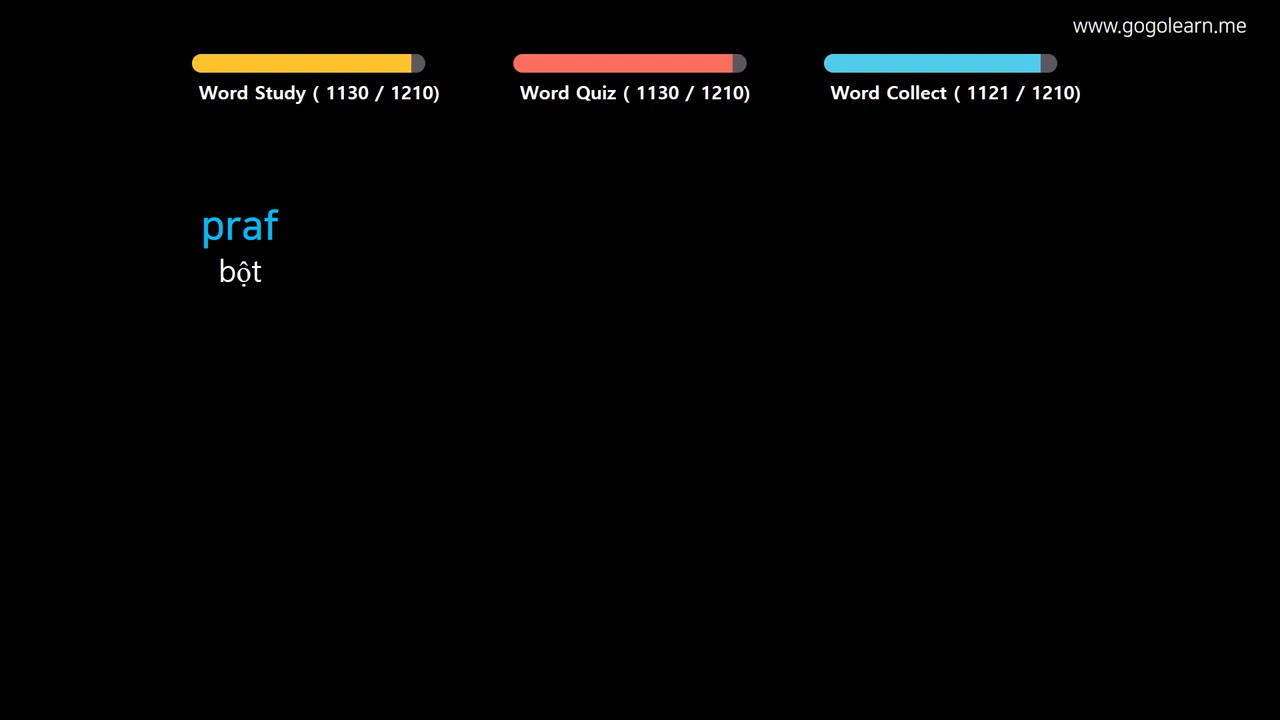 www.gogolearn.me
Word Study ( 1130 / 1210)
Word Quiz ( 1130 / 1210)
Word Collect ( 1121 / 1210)
praf
bột